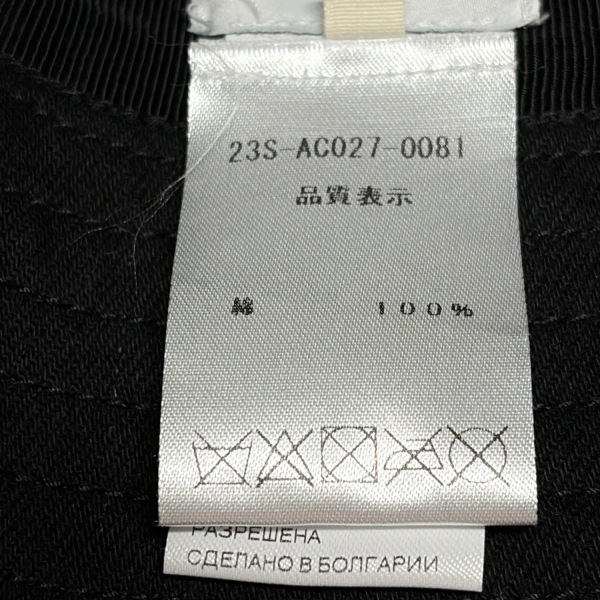 23S-AC027-0081
品質表示
綿 100%
РАЗРЕШЕНА
СДЕЛАНО В БОЛГАРИИ